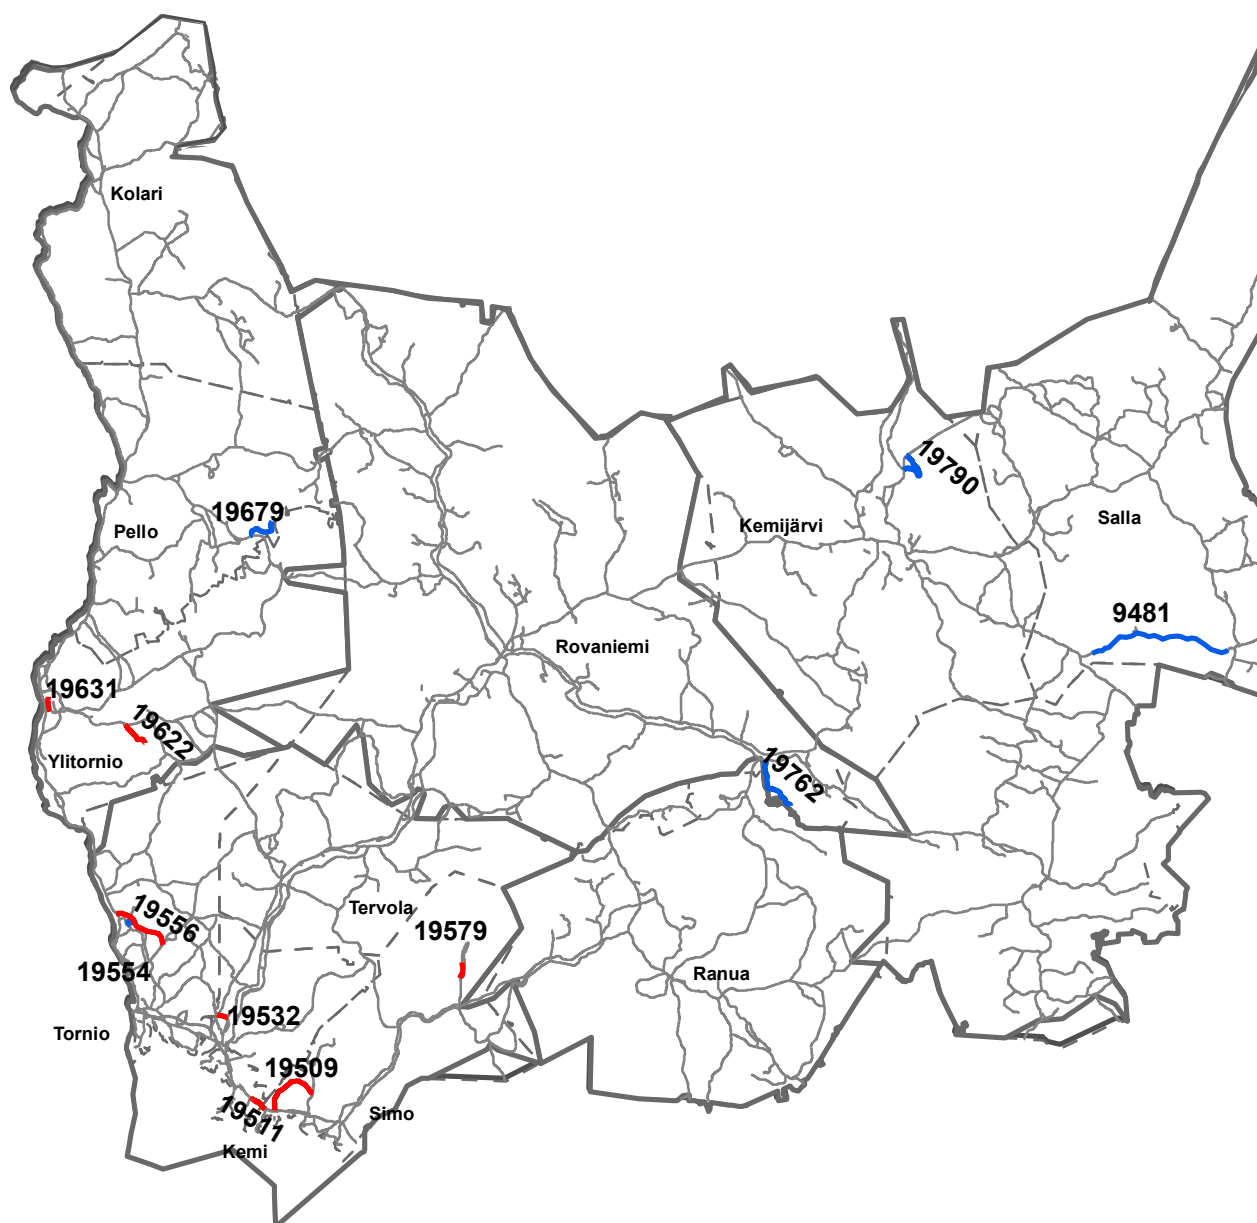 Kolari
19790
19679
Salla
Kemijärvi
Pello
9481
Rovaniemi
19631
19622
Ylitornio
19762
19556
Tervola
19579
19554
Ranua
19532
Tornio
19509
19511
Simo
Kemi